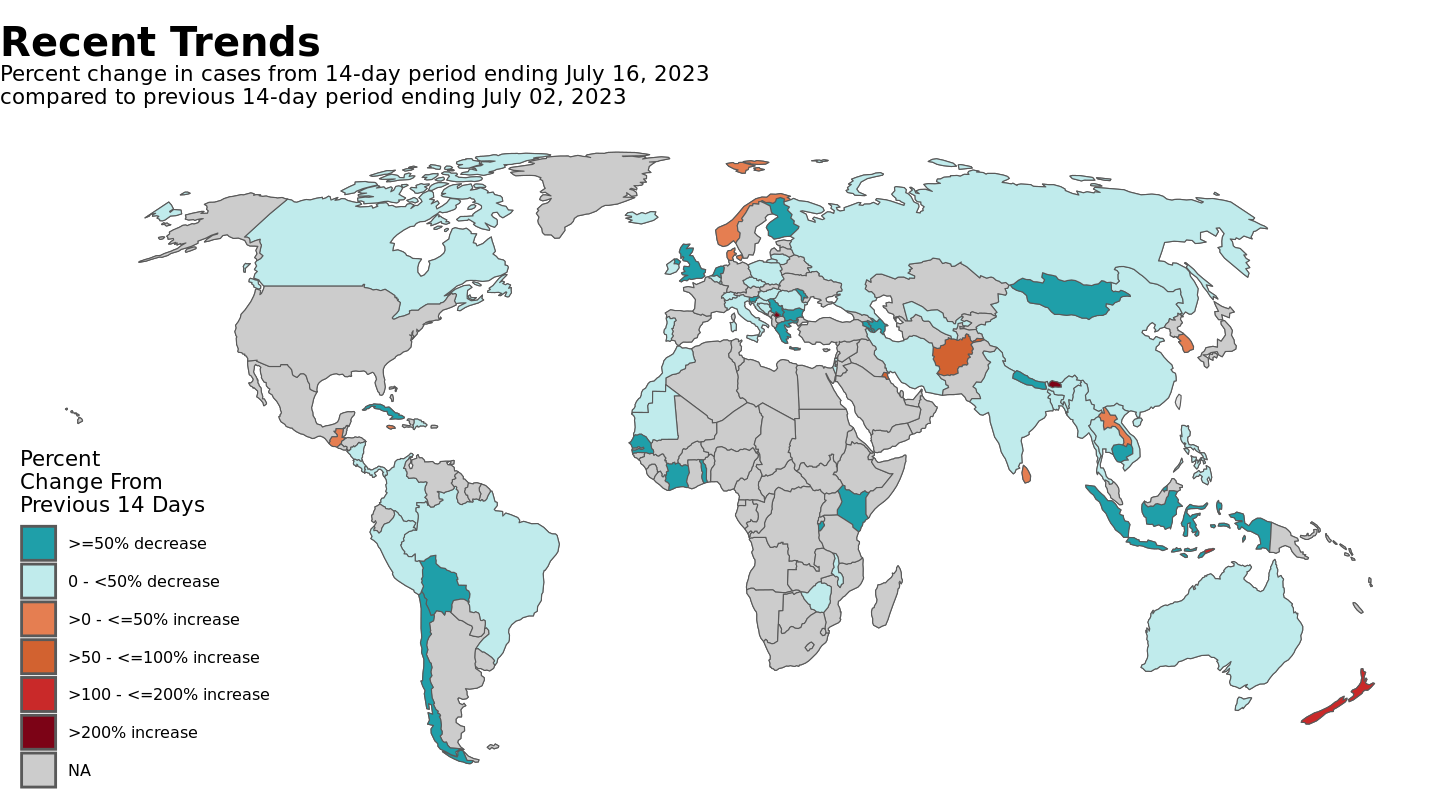 Recent Trends
Percent change in cases from 14-day period ending July 16, 2023
compared to previous 14-day period ending July 02, 2023
Percent
Change From
Previous 14 Days
>=50% decrease
0 - <50% decrease
>0 - <=50% increase
>50 - <=100% increase
>100 - <=200% increase
>200% increase
NA